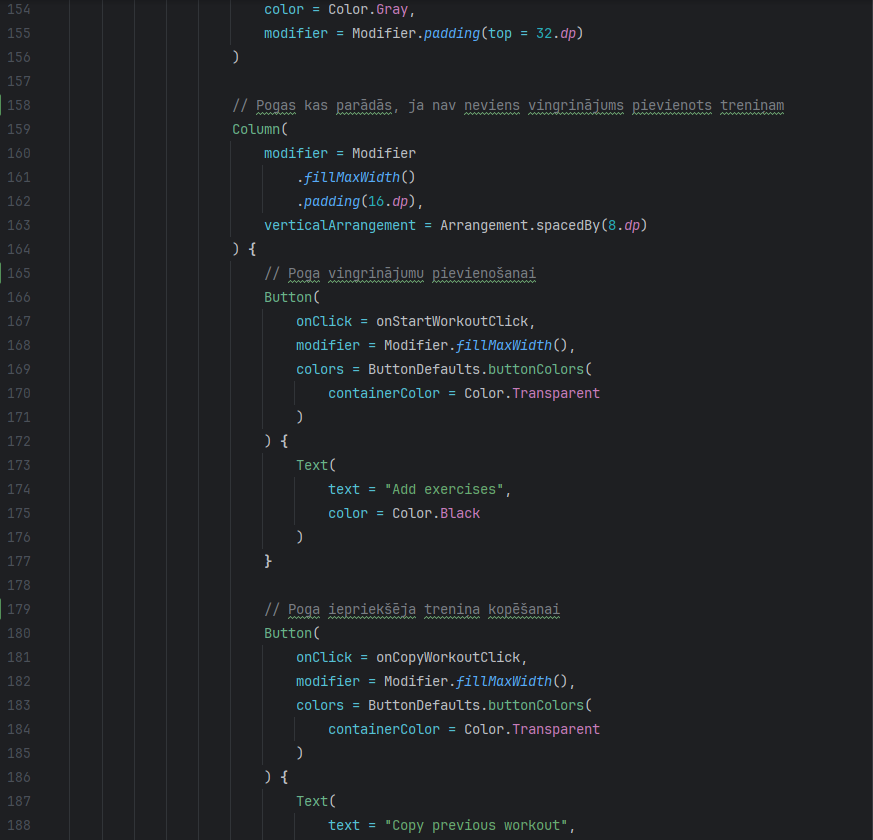 154 color = Color.Gray,
155 modifier = Modifier.padding(top = 32.dp)
156 )
157
158 // Pogas kas parādās, ja nav neviens vingrinājums pievienots treniņam
159 Column(
160 modifier = Modifier
161 .fillMaxWidth()
162 .padding(16.dp),
163 verticalArrangement = Arrangement.spacedBy(8.dp)
164 ) {
165 // Poga vingrinājumu pievienošanai
166 Button(
167 onClick = onStartWorkoutClick,
168 modifier = Modifier.fillMaxWidth(),
169 colors = ButtonDefaults.buttonColors(
170 containerColor = Color.Transparent
171 )
172 ) {
173 Text(
174 text = "Add exercises",
175 color = Color.Black
176 )
177 }
178
179 // Poga iepriekšēja treniņa kopēšanai
180 Button(
181 onClick = onCopyWorkoutClick,
182 modifier = Modifier.fillMaxWidth(),
183 colors = ButtonDefaults.buttonColors(
184 containerColor = Color.Transparent
185 )
186 ) {
187 Text(
188 text = "Copy previous workout",